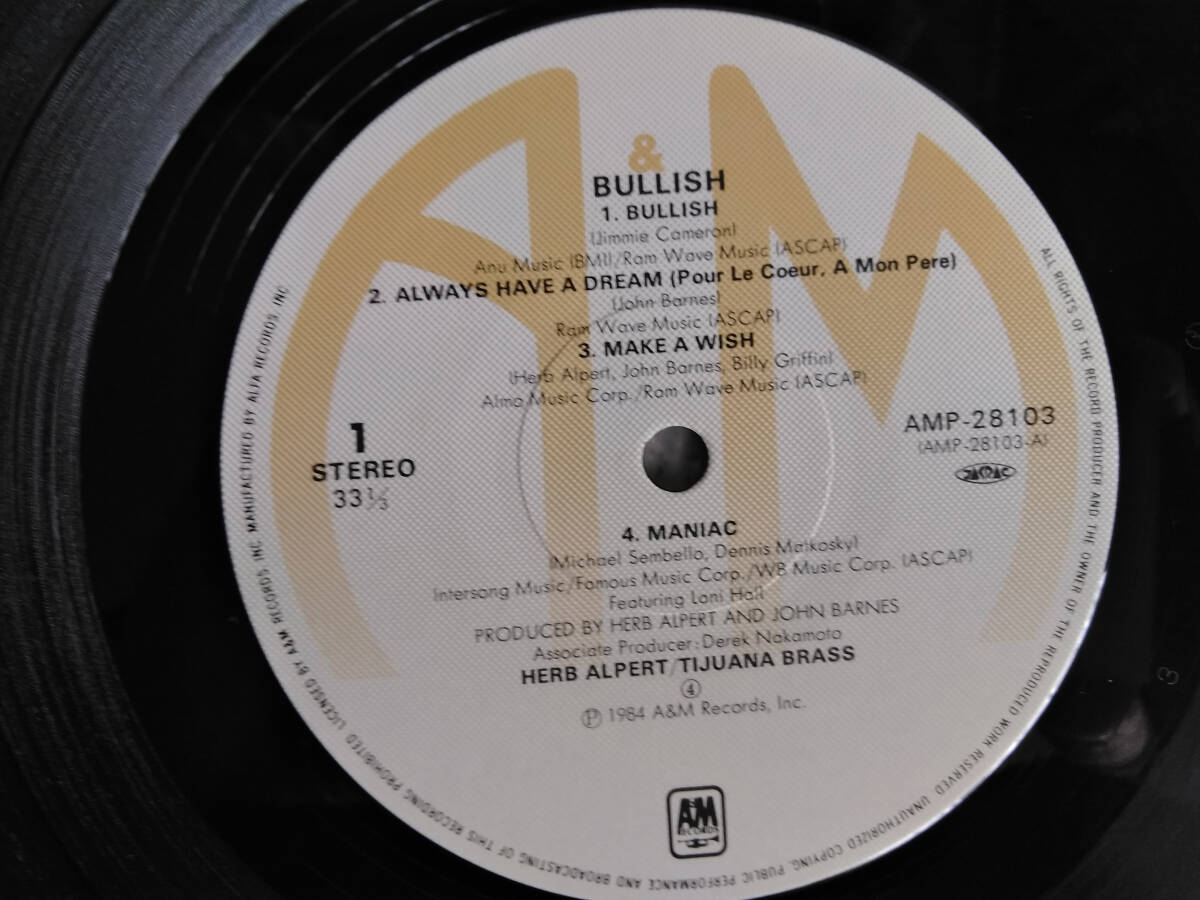 &
BULLISH
1. BULLISH
(Jimmie Cameron)
Anu Music (BMI)/Ram Wave Music (ASCAP)
2. ALWAYS HAVE A DREAM (Pour Le Coeur, A Mon Pere)
(John Barnes)
Ram Wave Music (ASCAP)
3. MAKE A WISH
(Herb Alpert, John Barnes, Billy Griffin)
Almo Music Corp./Ram Wave Music (ASCAP)
1
STEREO
33⅓
AMP-28103
(AMP-28103-A)
JASRAC
4. MANIAC
(Michael Sembello, Dennis Matkosky)
Intersong Music/Famous Music Corp./WB Music Corp. (ASCAP)
Featuring Lani Hall
PRODUCED BY HERB ALPERT AND JOHN BARNES
Associate Producer: Derek Nakamoto
HERB ALPERT/TIJUANA BRASS
④
Ⓟ 1984 A&M Records, Inc.
A&M
RECORDS
ALL RIGHTS OF THE RECORD PRODUCER AND THE OWNER OF THE REPRODUCED WORK RESERVED. UNAUTHORIZED COPYING, PUBLIC PERFORMANCE AND BROADCASTING OF THIS RECORDING PROHIBITED. LICENSED BY A&M RECORDS INC. MANUFACTURED BY ALFA RECORDS INC.
3